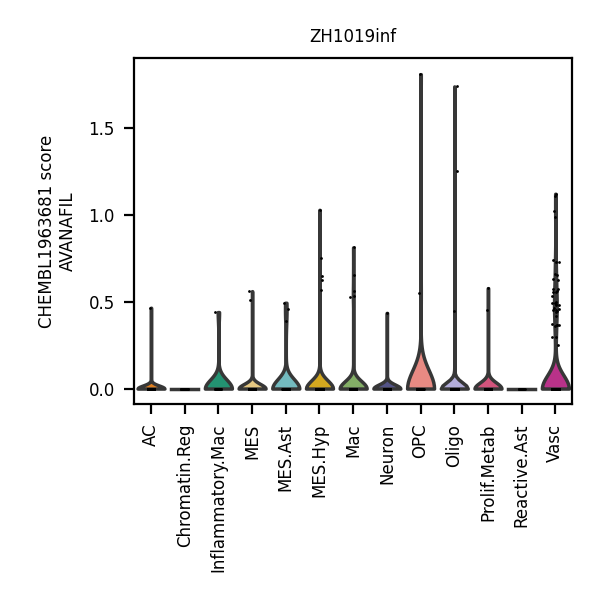 ZH1019inf
CHEMBL1963681 score
AVANAFIL
1.5
1.0
0.5
0.0
AC
Chromatin.Reg
Inflammatory.Mac
MES
MES.Ast
MES.Hyp
Mac
Neuron
OPC
Oligo
Prolif.Metab
Reactive.Ast
Vasc